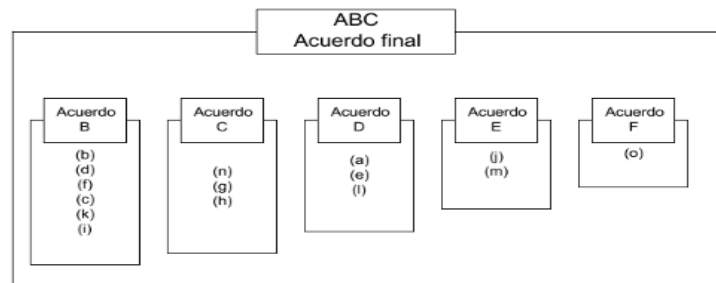 ABC
Acuerdo final
Acuerdo
B
(b)
(d)
(f)
(c)
(k)
(i)
Acuerdo
C
(n)
(g)
(h)
Acuerdo
D
(a)
(e)
(l)
Acuerdo
E
(j)
(m)
Acuerdo
F
(o)